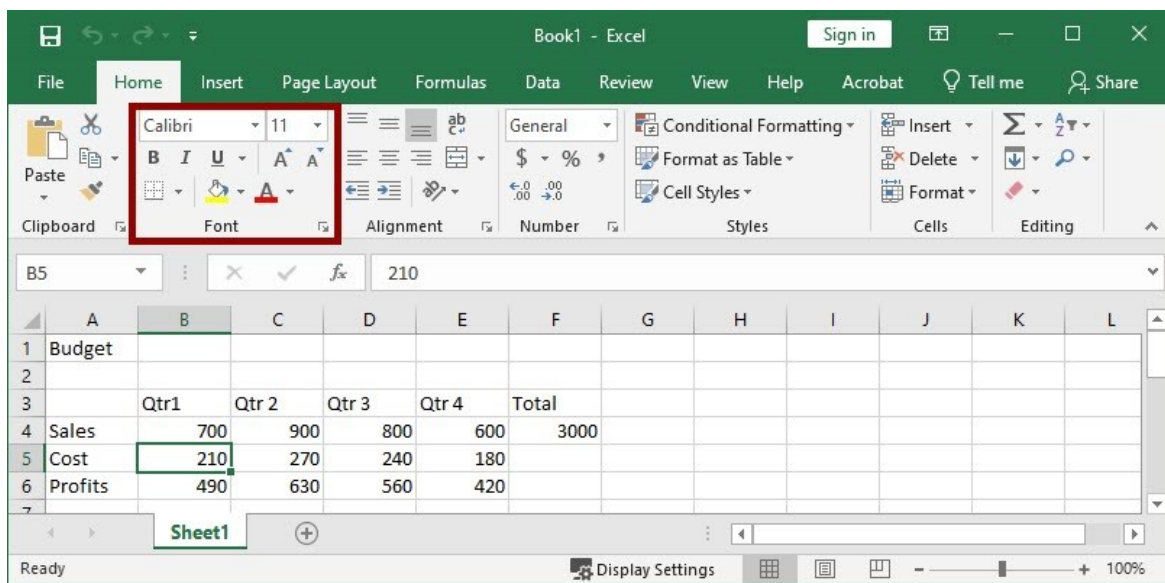 Book1 - Excel Sign in
File Home Insert Page Layout Formulas Data Review View Help Acrobat Tell me Share
Calibri 11 ab General Conditional Formatting Insert Σ A Z
Paste B I U A A $ % , Format as Table Delete
A .0 .00 .00 .0 Cell Styles Format
Clipboard Font Alignment Number Styles Cells Editing
B5 fx 210
A B C D E F G H I J K L
1 Budget
2
3 Qtr1 Qtr 2 Qtr 3 Qtr 4 Total
4 Sales 700 900 800 600 3000
5 Cost 210 270 240 180
6 Profits 490 630 560 420
7
Sheet1
Ready Display Settings - + 100%